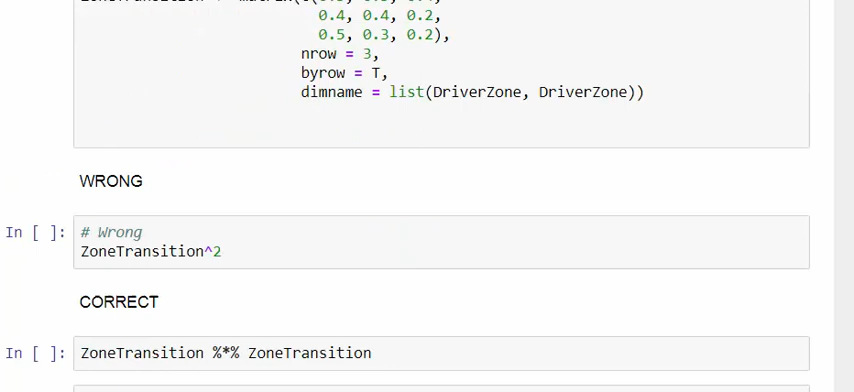 0.4, 0.4, 0.2,
0.5, 0.3, 0.2),
nrow = 3,
byrow = T,
dimname = list(DriverZone, DriverZone))
WRONG
In [ ]: # Wrong
ZoneTransition^2
CORRECT
In [ ]: ZoneTransition %*% ZoneTransition